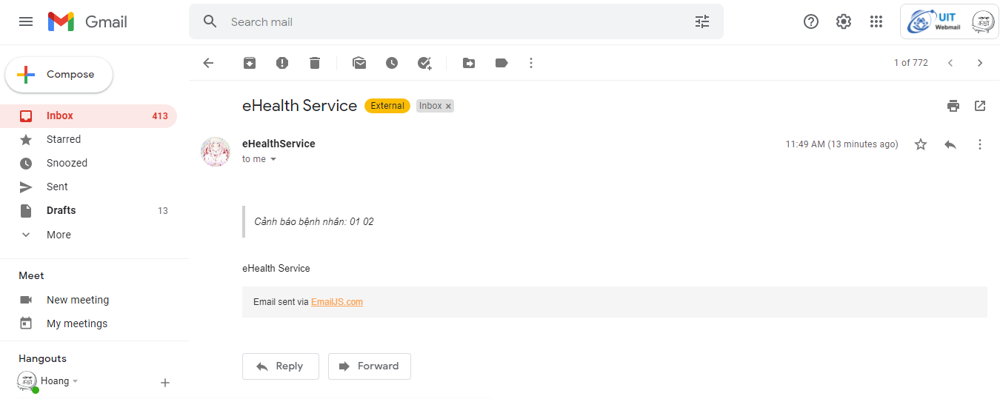 Gmail
Search mail
UIT
Webmail
Compose
1 of 772
Inbox 413
Starred
Snoozed
Sent
Drafts 13
More
Meet
New meeting
My meetings
Hangouts
Hoang
eHealth Service External Inbox ×
eHealthService 11:49 AM (13 minutes ago)
to me
Cảnh báo bệnh nhân: 01 02
eHealth Service
Email sent via EmailJS.com
Reply Forward